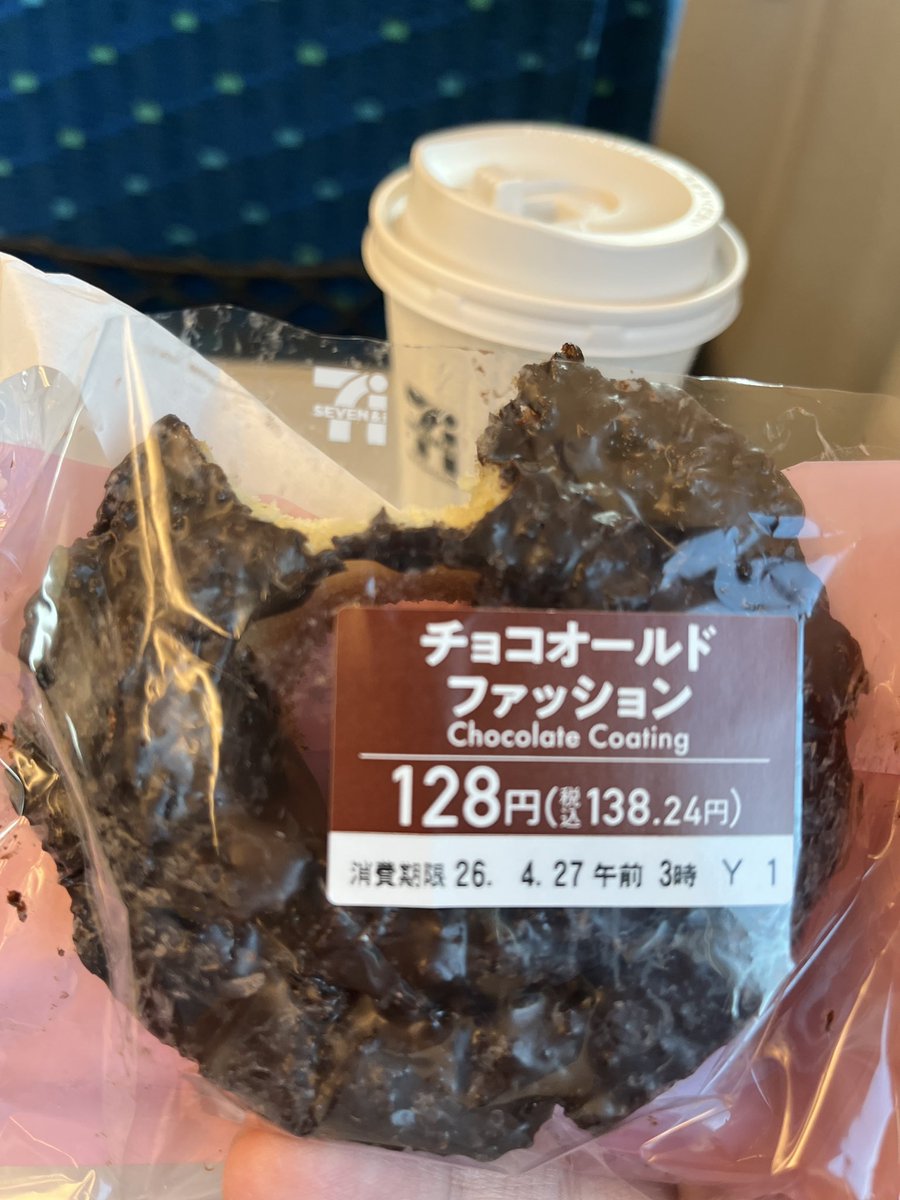 SEVEN & i
チョコオールド
ファッション
Chocolate Coating
128円(税込138.24円)
消費期限 26. 4.27 午前 3時 Y 1